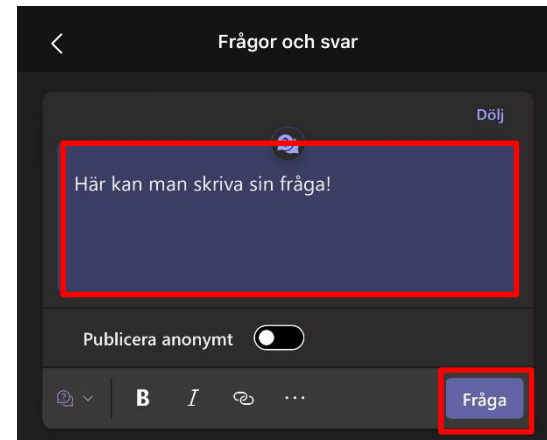 Frågor och svar
Dölj
Här kan man skriva sin fråga!
Publicera anonymt
B I ...
Fråga